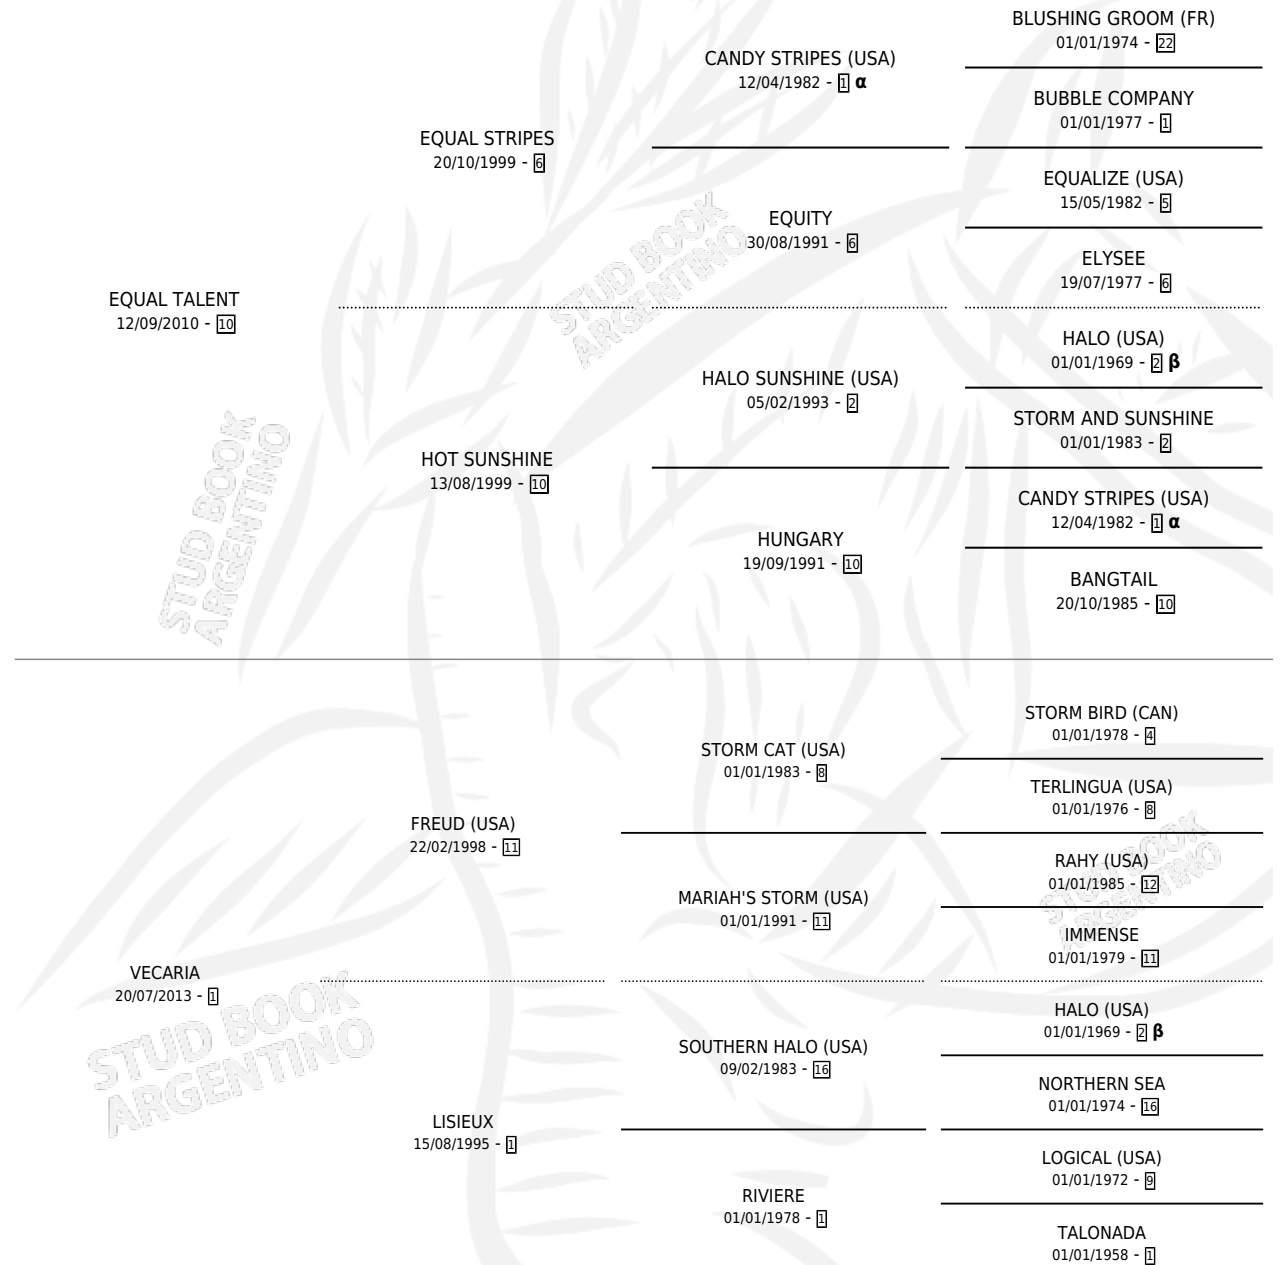 BLUSHING GROOM (FR)
01/01/1974 - 22
CANDY STRIPES (USA)
12/04/1982 - 1 α
BUBBLE COMPANY
01/01/1977 - 1
EQUAL STRIPES
20/10/1999 - 6
EQUALIZE (USA)
15/05/1982 - 5
EQUITY
30/08/1991 - 6
ELYSEE
19/07/1977 - 6
EQUAL TALENT
12/09/2010 - 10
HALO (USA)
01/01/1969 - 2 β
HALO SUNSHINE (USA)
05/02/1993 - 2
STORM AND SUNSHINE
01/01/1983 - 2
HOT SUNSHINE
13/08/1999 - 10
CANDY STRIPES (USA)
12/04/1982 - 1 α
HUNGARY
19/09/1991 - 10
BANGTAIL
20/10/1985 - 10
STORM BIRD (CAN)
01/01/1978 - 4
STORM CAT (USA)
01/01/1983 - 8
TERLINGUA (USA)
01/01/1976 - 8
FREUD (USA)
22/02/1998 - 11
RAHY (USA)
01/01/1985 - 12
MARIAH'S STORM (USA)
01/01/1991 - 11
IMMENSE
01/01/1979 - 11
VECARIA
20/07/2013 - 1
HALO (USA)
01/01/1969 - 2 β
SOUTHERN HALO (USA)
09/02/1983 - 16
NORTHERN SEA
01/01/1974 - 16
LISIEUX
15/08/1995 - 1
LOGICAL (USA)
01/01/1972 - 9
RIVIERE
01/01/1978 - 1
TALONADA
01/01/1958 - 1
STUD BOOK
ARGENTINO
STUD BOOK
ARGENTINO
STUD BOOK
ARGENTINO
STUD BOOK
ARGENTINO